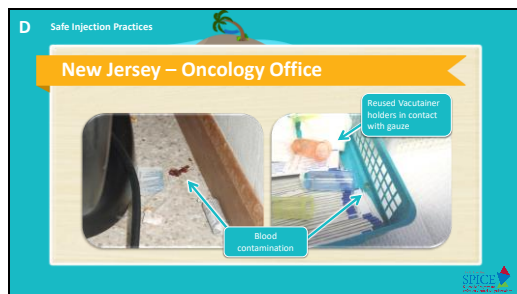 D
Safe Injection Practices
New Jersey – Oncology Office
Reused Vacutainer
holders in contact
with gauze
Blood
contamination
SPICE